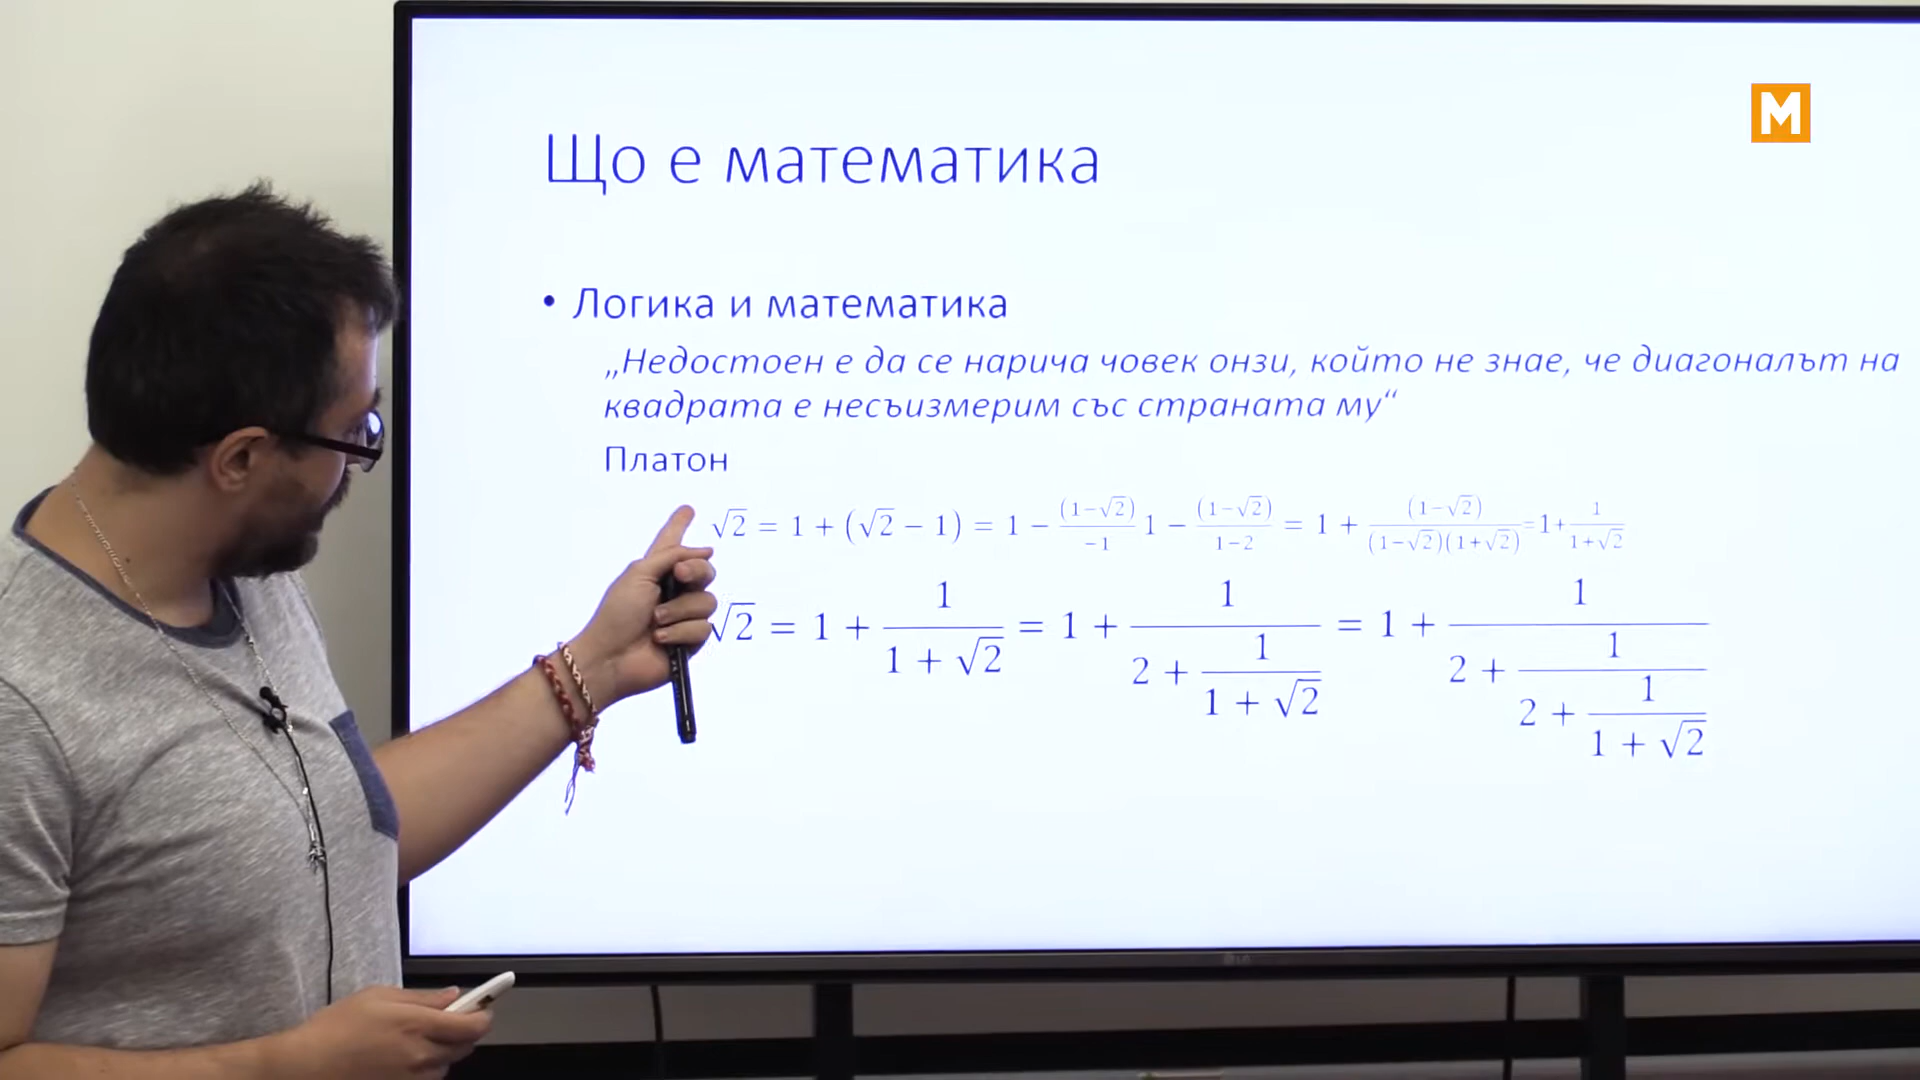 M
Що е математика
• Логика и математика
„Недостоен е да се нарича човек онзи, който не знае, че диагоналът на
квадрата е несъизмерим със страната му“
Платон
√2 = 1 + (√2 − 1) = 1 − (1−√2)/−1 1 − (1−√2)/1−2 = 1 + (1−√2)/(1−√2)(1+√2) =1+ 1/1+√2
√2 = 1 + 1/(1 + √2) = 1 + 1/(2 + 1/(1 + √2)) = 1 + 1/(2 + 1/(2 + 1/(1 + √2)))
LG